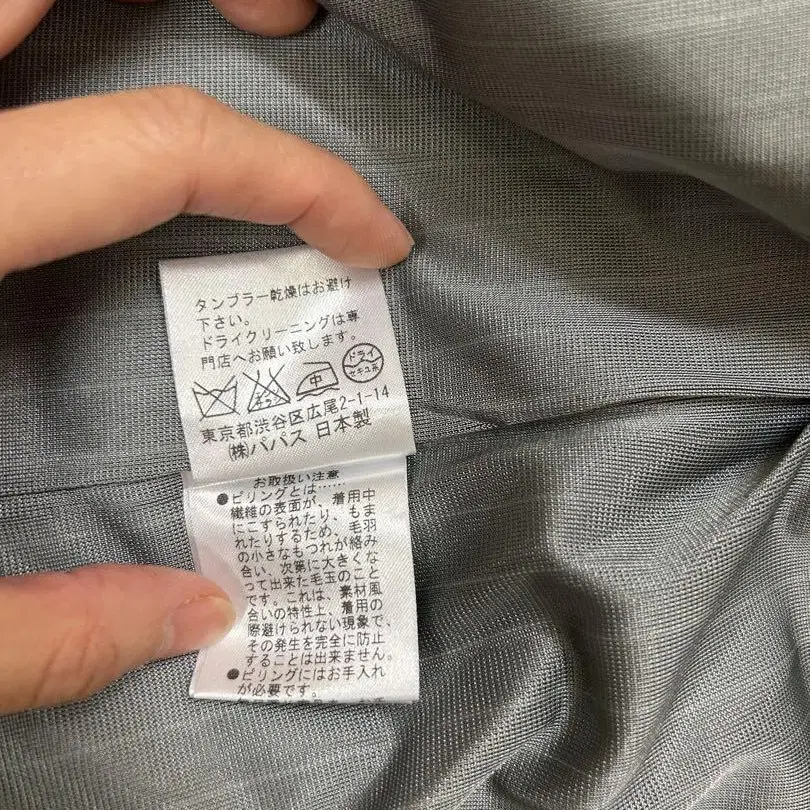 タンブラー乾燥はお避け
下さい。
ドライクリーニングは専
門店へお願い致します。
エンソ 中 ドライ
セキユ系
東京都渋谷区広尾2-1-14
㈱パパス 日本製
お取扱い注意
●ピリングとは……
繊維の表面が、着用中
にこすられたり、もま
れたりするため、毛羽
の小さなもつれが絡み
合い、次第に大きくな
って出来た毛玉のこと
です。これは、素材風
合いの特性上、着用の
際避けられない現象で、
その発生を完全に防止
することは出来ません。
●ピリングにはお手入れ
が必要です。